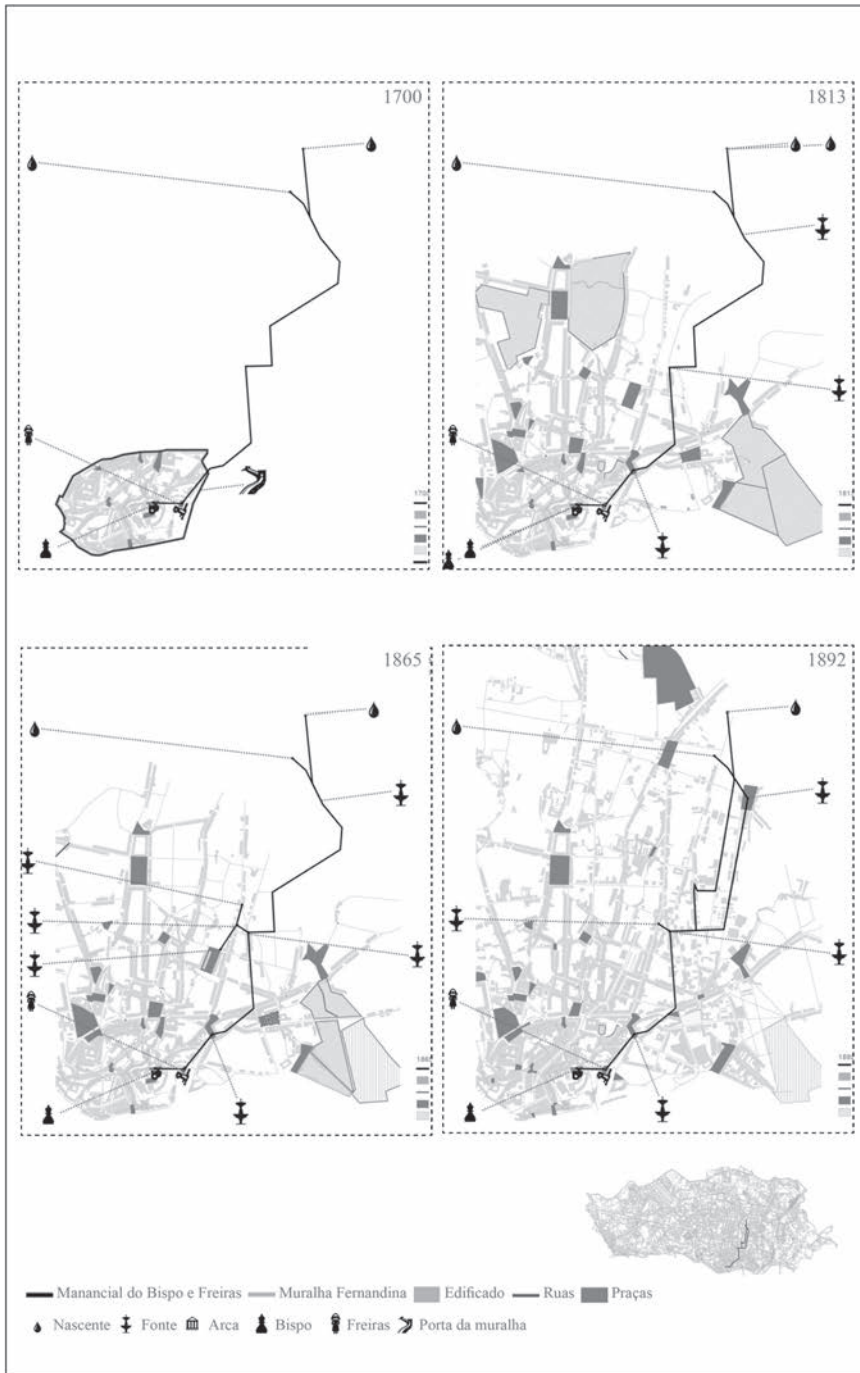 1700
1813
1865
1892
Manancial do Bispo e Freiras Muralha Fernandina Edificado Ruas Praças
Nascente Fonte Arca Bispo Freiras Porta da muralha